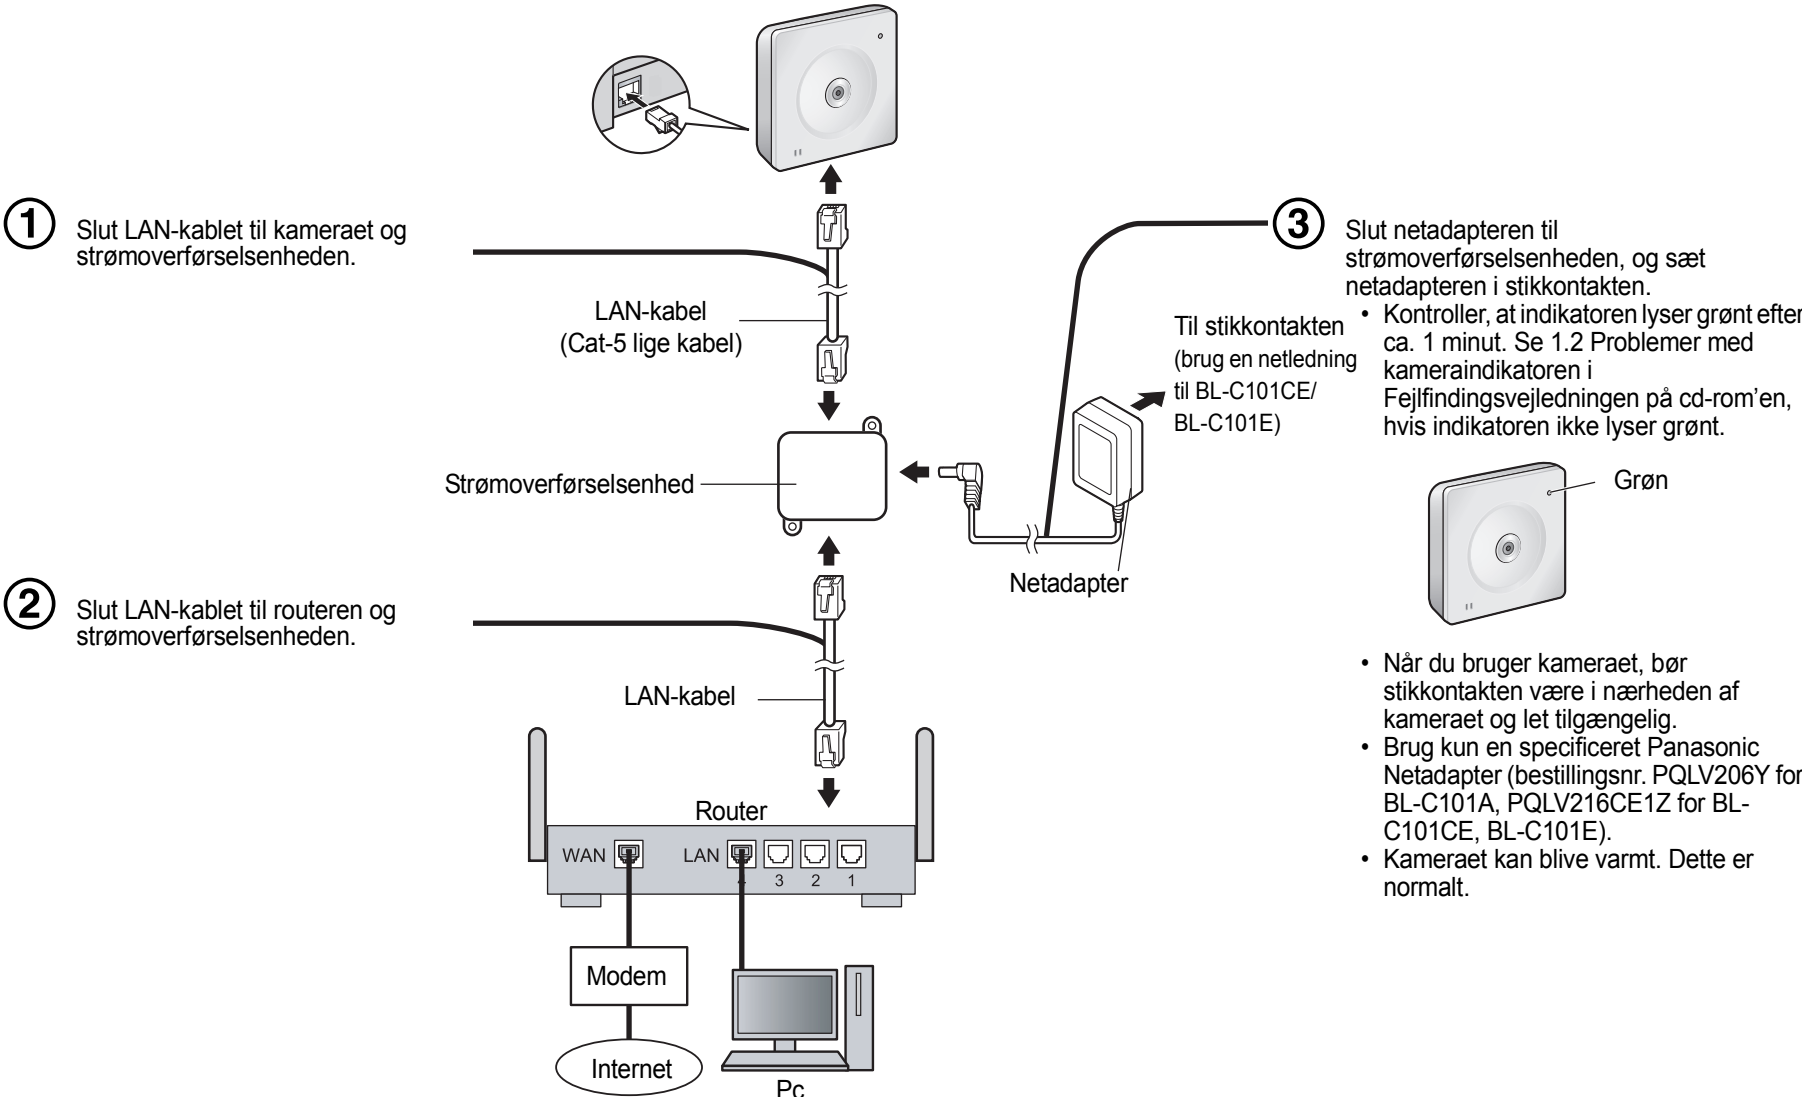 1
Slut LAN-kablet til kameraet og
strømoverførselsenheden.
LAN-kabel
(Cat-5 lige kabel)
Strømoverførselsenhed
2
Slut LAN-kablet til routeren og
strømoverførselsenheden.
LAN-kabel
Router
WAN
LAN
4
3
2
1
Modem
Internet
Pc
Til stikkontakten
(brug en netledning
til BL-C101CE/
BL-C101E)
Netadapter
3
Slut netadapteren til
strømoverførselsenheden, og sæt
netadapteren i stikkontakten.
• Kontroller, at indikatoren lyser grønt efter
ca. 1 minut. Se 1.2 Problemer med
kameraindikatoren i
Fejlfindingsvejledningen på cd-rom’en,
hvis indikatoren ikke lyser grønt.
Grøn
• Når du bruger kameraet, bør
stikkontakten være i nærheden af
kameraet og let tilgængelig.
• Brug kun en specificeret Panasonic
Netadapter (bestillingsnr. PQLV206Y for
BL-C101A, PQLV216CE1Z for BL-
C101CE, BL-C101E).
• Kameraet kan blive varmt. Dette er
normalt.